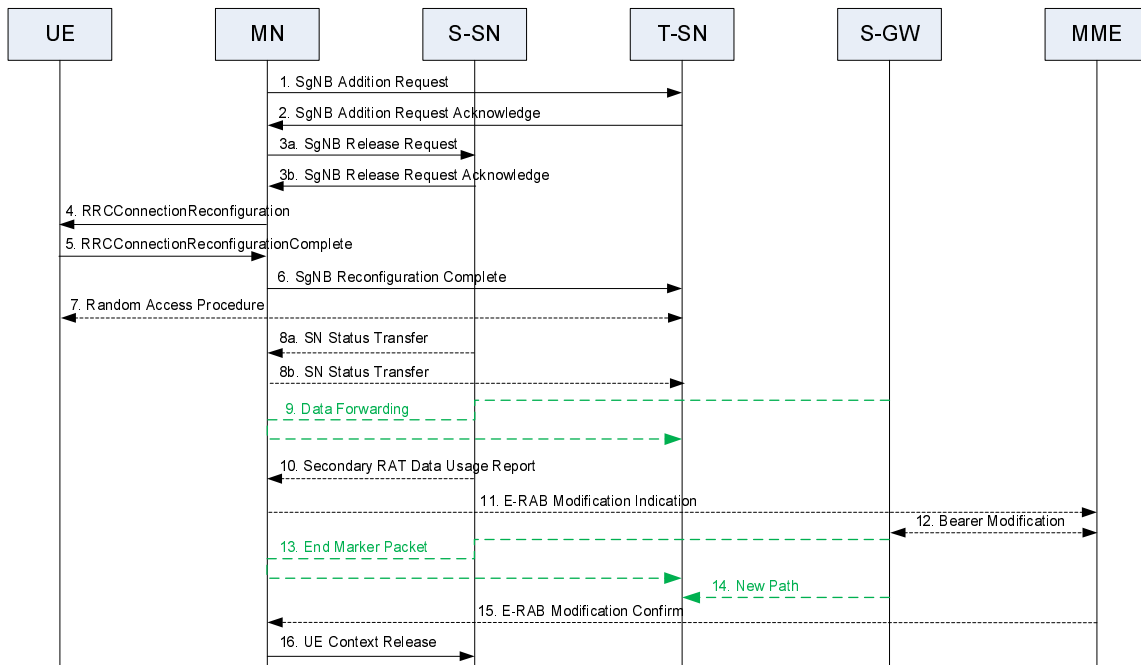 UE
MN
S-SN
T-SN
S-GW
MME
1. SgNB Addition Request
2. SgNB Addition Request Acknowledge
3a. SgNB Release Request
3b. SgNB Release Request Acknowledge
4. RRCConnectionReconfiguration
5. RRCConnectionReconfigurationComplete
6. SgNB Reconfiguration Complete
7. Random Access Procedure
8a. SN Status Transfer
8b. SN Status Transfer
9. Data Forwarding
10. Secondary RAT Data Usage Report
11. E-RAB Modification Indication
12. Bearer Modification
13. End Marker Packet
14. New Path
15. E-RAB Modification Confirm
16. UE Context Release